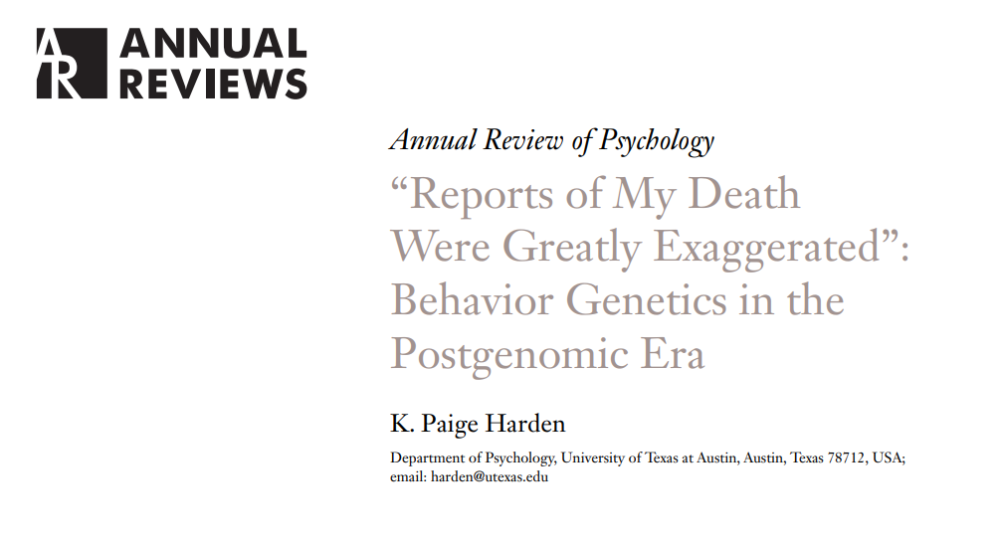 AR
ANNUAL
REVIEWS
Annual Review of Psychology
“Reports of My Death
Were Greatly Exaggerated”:
Behavior Genetics in the
Postgenomic Era
K. Paige Harden
Department of Psychology, University of Texas at Austin, Austin, Texas 78712, USA;
email: harden@utexas.edu